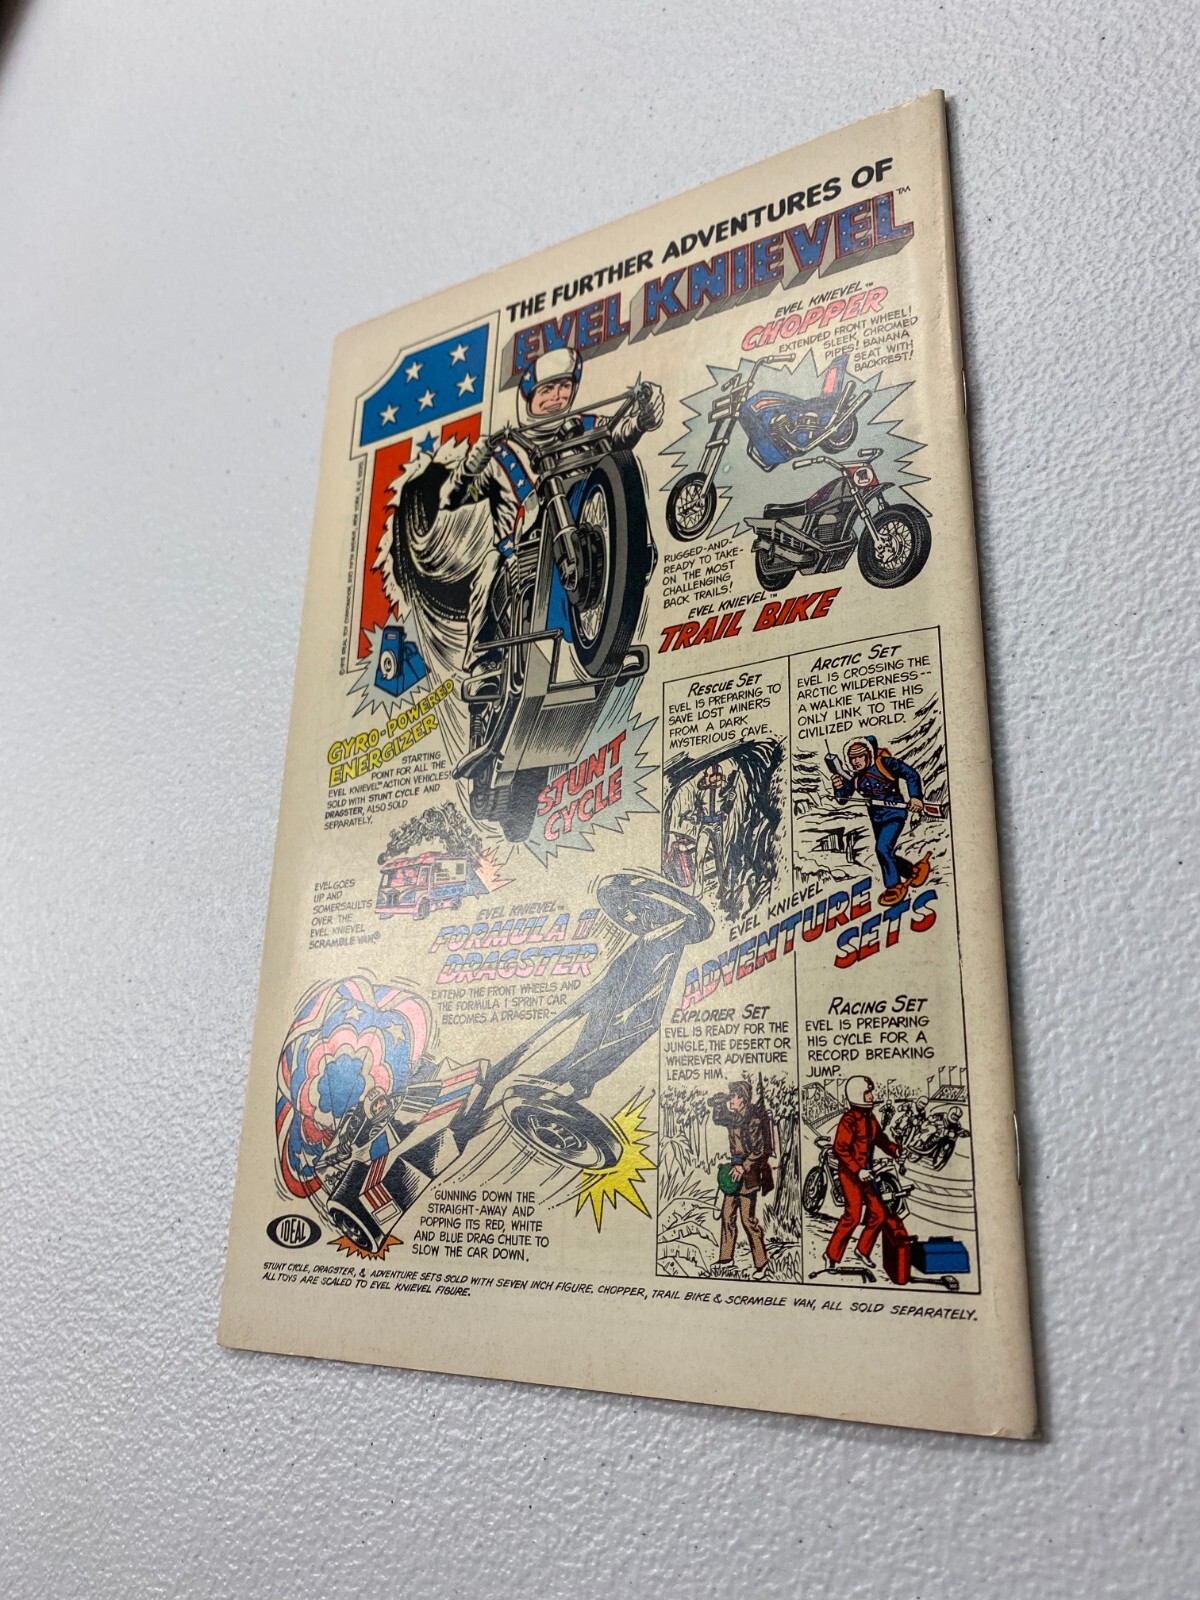 THE FURTHER ADVENTURES OF
EVEL KNIEVEL™
EVEL KNIEVEL™
CHOPPER
EXTENDED FRONT WHEEL!
SLEEK, CHROMED
PIPES! BANANA
SEAT WITH
BACKREST!
RUGGED-AND-
READY TO TAKE-
ON THE MOST
CHALLENGING
BACK TRAILS!
EVEL KNIEVEL™
TRAIL BIKE
1
GYRO-POWERED
ENERGIZER
STARTING
POINT FOR ALL THE
EVEL KNIEVEL™ ACTION VEHICLES!
SOLD WITH STUNT CYCLE AND
DRAGSTER, ALSO SOLD
SEPARATELY.
STUNT
CYCLE
EVEL GOES
UP AND
SOMERSAULTS
OVER THE
EVEL KNIEVEL
SCRAMBLE VAN®
EVEL KNIEVEL™
FORMULA
DRAGSTER
EXTEND THE FRONT WHEELS AND
THE FORMULA 1 SPRINT CAR
BECOMES A DRAGSTER-
GUNNING DOWN THE
STRAIGHT-AWAY AND
POPPING ITS RED, WHITE
AND BLUE DRAG CHUTE TO
SLOW THE CAR DOWN.
IDEAL
RESCUE SET
EVEL IS PREPARING TO
SAVE LOST MINERS
FROM A DARK
MYSTERIOUS CAVE.
ARCTIC SET
EVEL IS CROSSING THE
ARCTIC WILDERNESS--
A WALKIE TALKIE HIS
ONLY LINK TO THE
CIVILIZED WORLD.
EVEL KNIEVEL
ADVENTURE
SETS
EXPLORER SET
EVEL IS READY FOR THE
JUNGLE, THE DESERT OR
WHEREVER ADVENTURE
LEADS HIM.
RACING SET
EVEL IS PREPARING
HIS CYCLE FOR A
RECORD BREAKING
JUMP.
STUNT CYCLE, DRAGSTER, & ADVENTURE SETS SOLD WITH SEVEN INCH FIGURE. CHOPPER, TRAIL BIKE & SCRAMBLE VAN, ALL SOLD SEPARATELY.
ALL TOYS ARE SCALED TO EVEL KNIEVEL FIGURE.